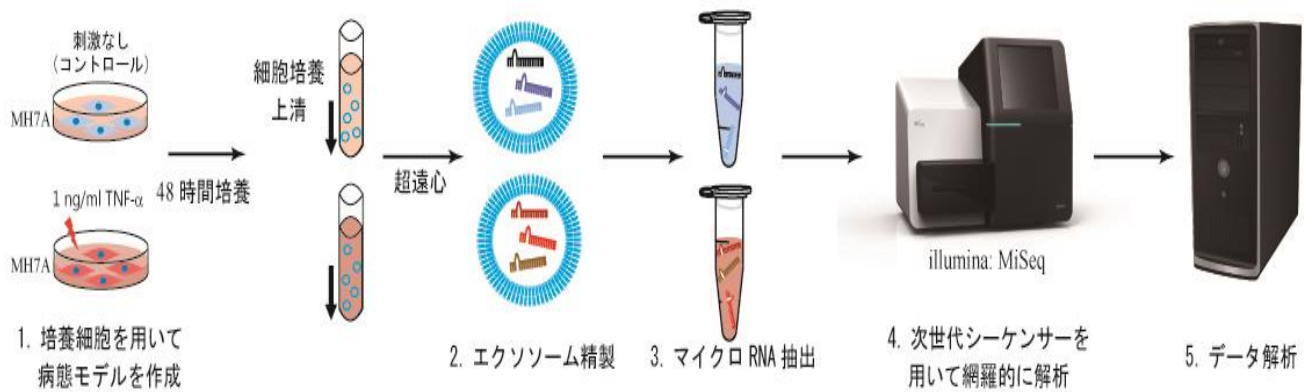 刺激なし
(コントロール)
MH7A
1 ng/ml TNF-α
MH7A
48 時間培養
細胞培養
上清
超遠心
illumina: MiSeq
1. 培養細胞を用いて
病態モデルを作成
2. エクソソーム精製
3. マイクロ RNA 抽出
4. 次世代シーケンサーを
用いて網羅的に解析
5. データ解析